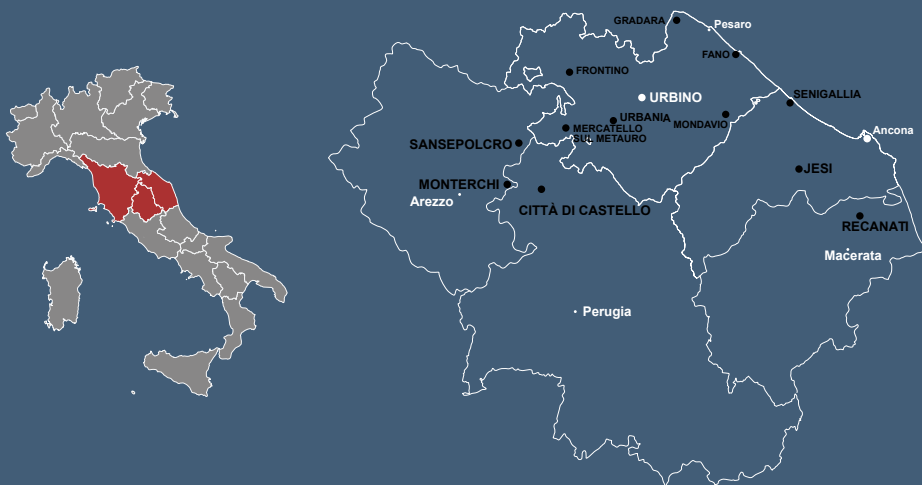 GRADARA
Pesaro
FANO
FRONTINO
URBINO
SENIGALLIA
URBANIA
MONDAVIO
MERCATELLO
SUL METAURO
Ancona
SANSEPOLCRO
JESI
MONTERCHI
Arezzo
CITTÀ DI CASTELLO
RECANATI
Macerata
Perugia